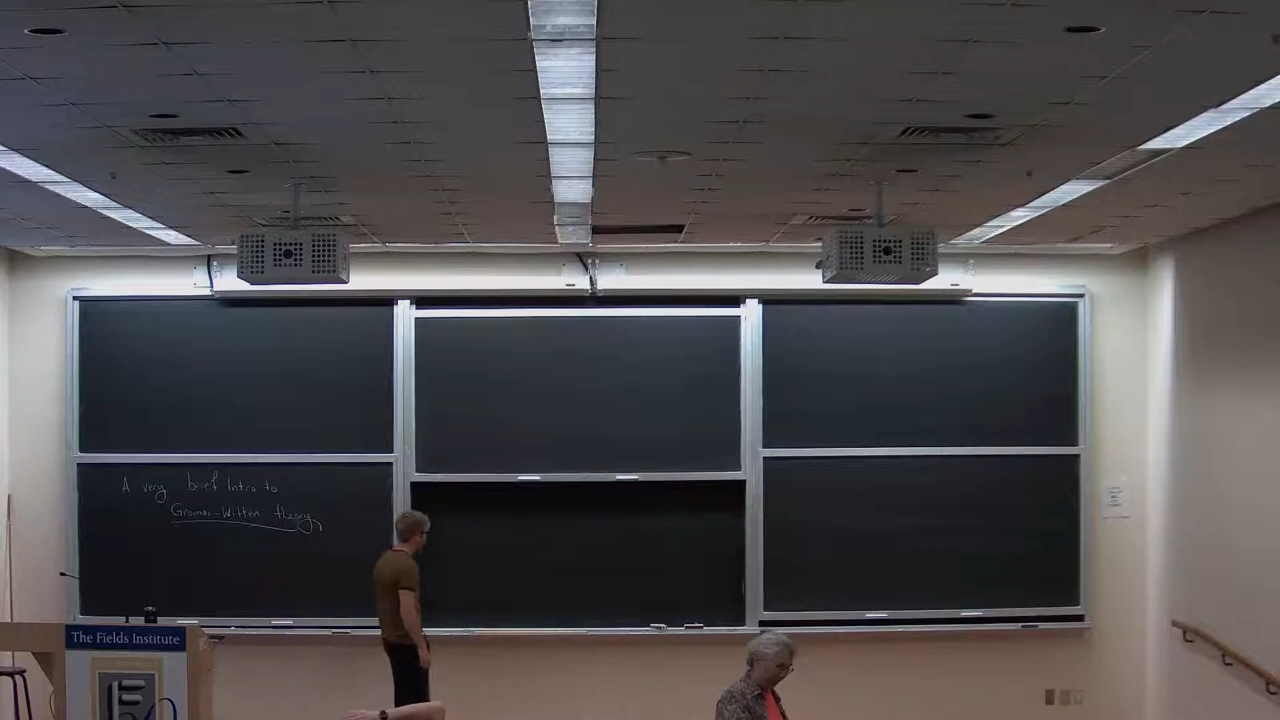 A very brief Intro to
Gromov-Witten theory
The Fields Institute